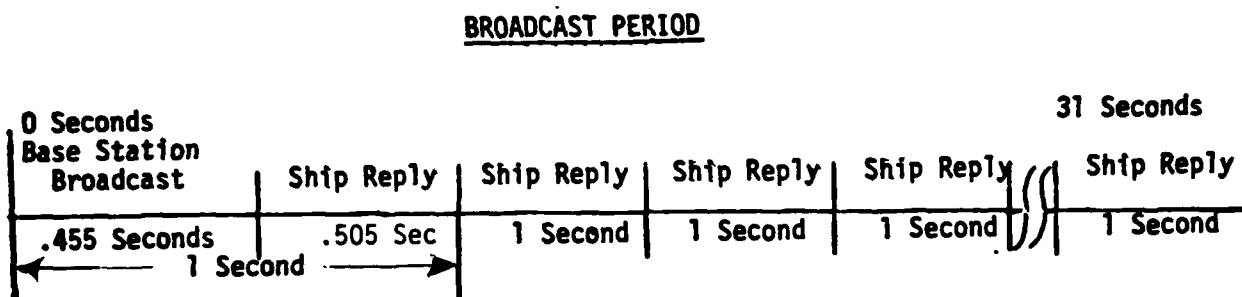 BROADCAST PERIOD
31 Seconds
0 Seconds
Base Station
Broadcast
Ship Reply
Ship Reply
Ship Reply
Ship Reply
Ship Reply
.455 Seconds
.505 Sec
1 Second
1 Second
1 Second
1 Second
1 Second